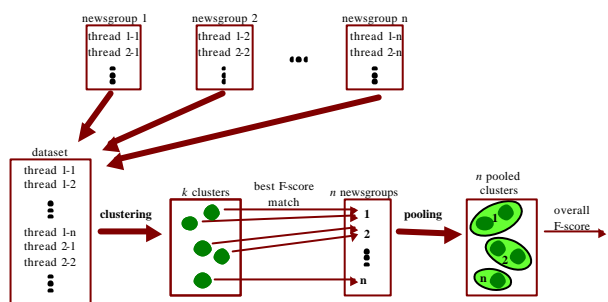 newsgroup 1
thread 1-1
thread 2-1
newsgroup 2
thread 1-2
thread 2-2
newsgroup n
thread 1-n
thread 2-n
dataset
thread 1-1
thread 1-2
thread 1-n
thread 2-1
thread 2-2
clustering
k clusters
best F-score
match
n newsgroups
1
2
n
pooling
n pooled
clusters
1
2
n
overall
F-score